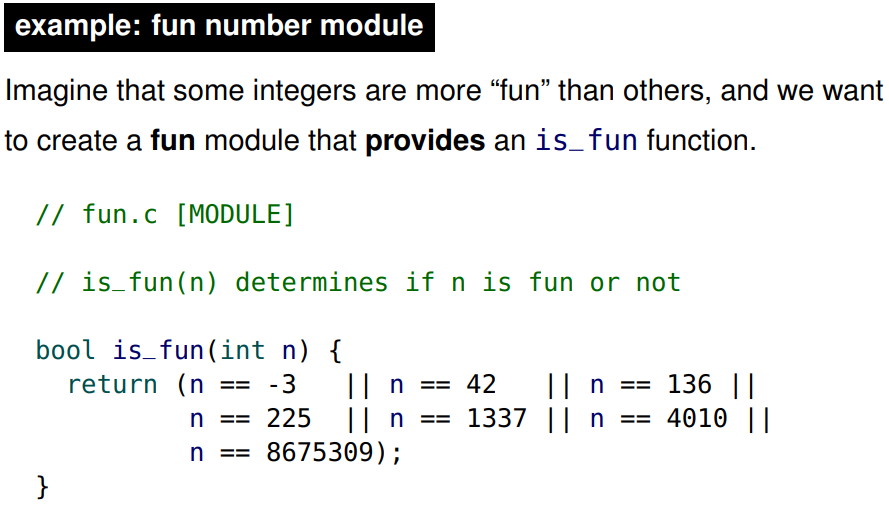 example: fun number module
Imagine that some integers are more “fun” than others, and we want
to create a fun module that provides an is_fun function.
// fun.c [MODULE]
// is_fun(n) determines if n is fun or not
bool is_fun(int n) {
  return (n == -3   || n == 42   || n == 136 ||
          n == 225  || n == 1337 || n == 4010 ||
          n == 8675309);
}